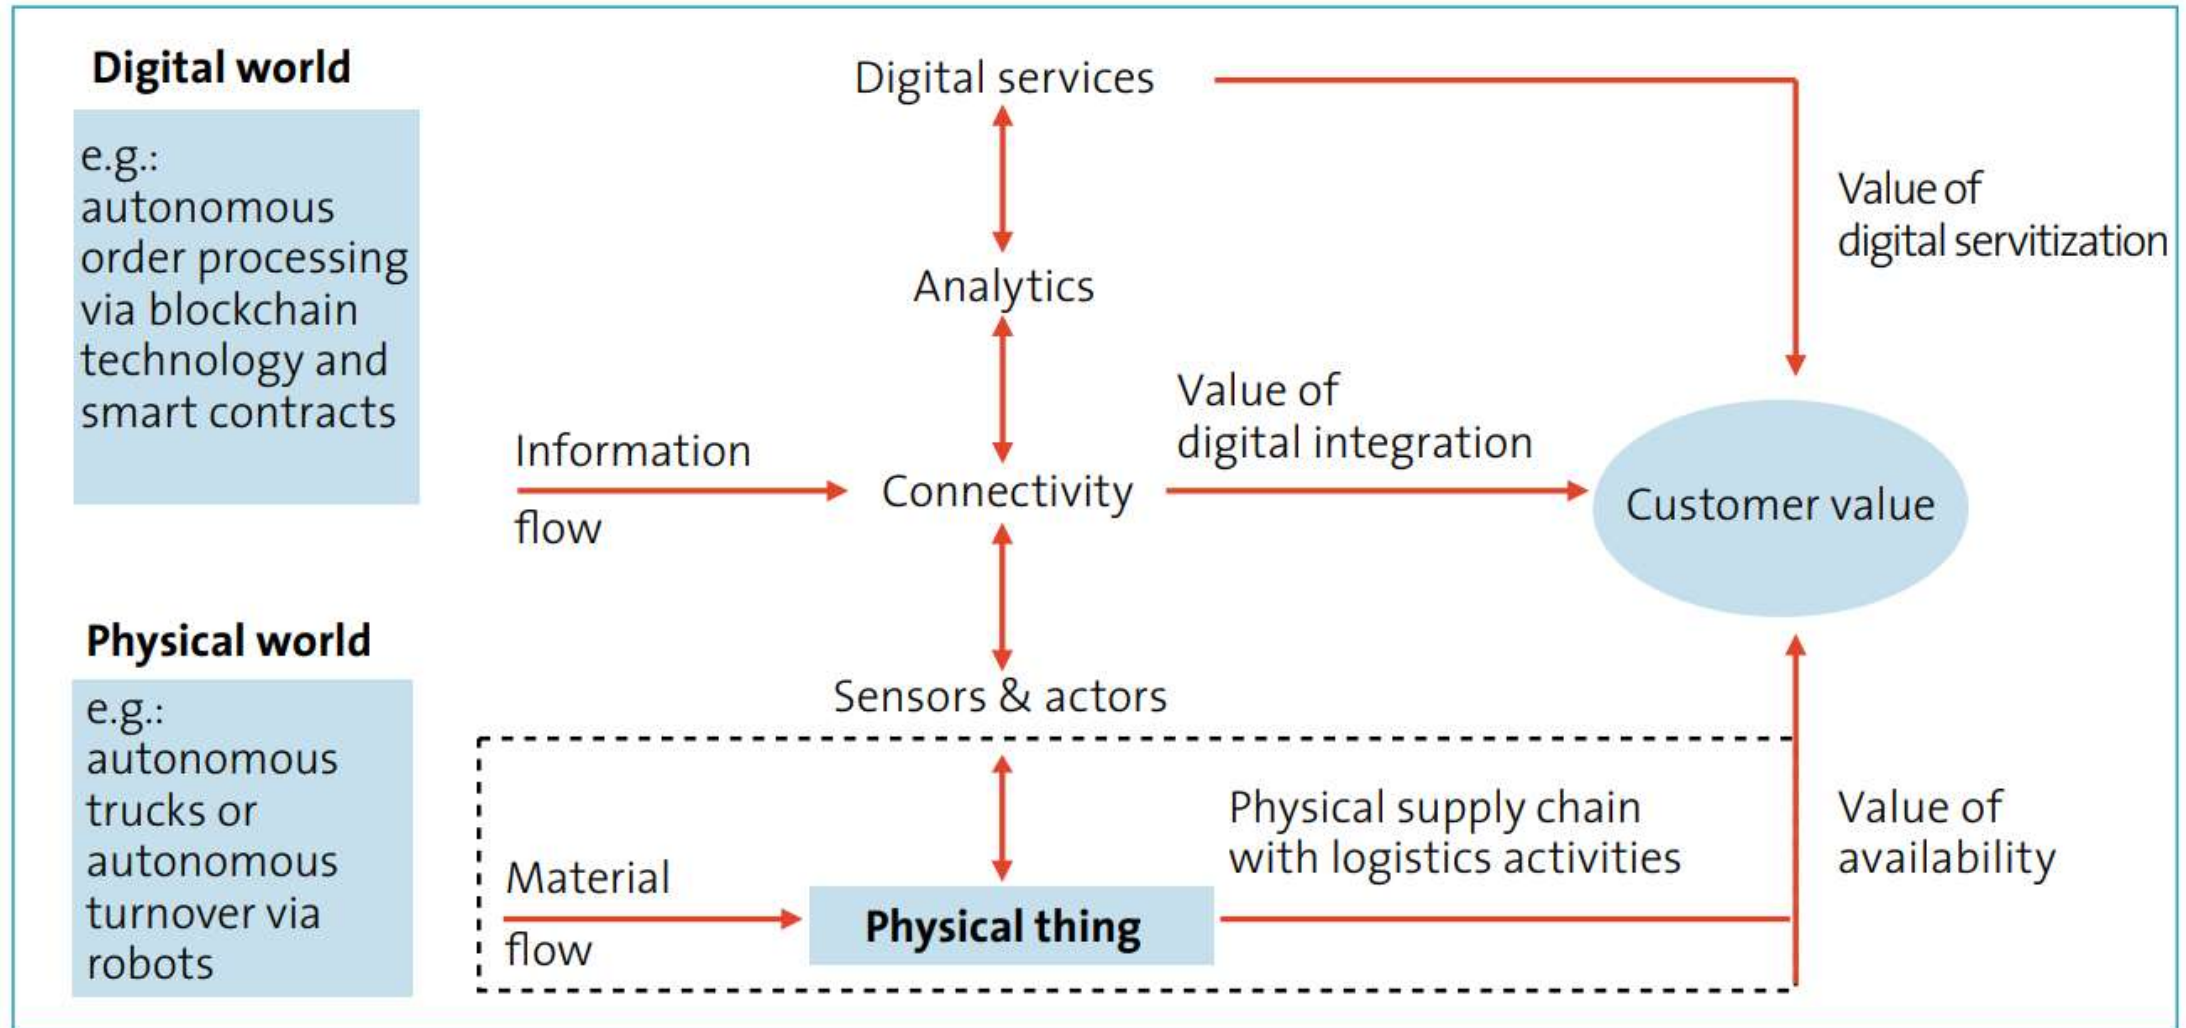 Digital world
e.g.:
autonomous
order processing
via blockchain
technology and
smart contracts
Physical world
e.g.:
autonomous
trucks or
autonomous
turnover via
robots
Digital services
Analytics
Information
flow
Connectivity
Value of
digital integration
Value of
digital servitization
Customer value
Sensors & actors
Material
flow
Physical thing
Physical supply chain
with logistics activities
Value of
availability